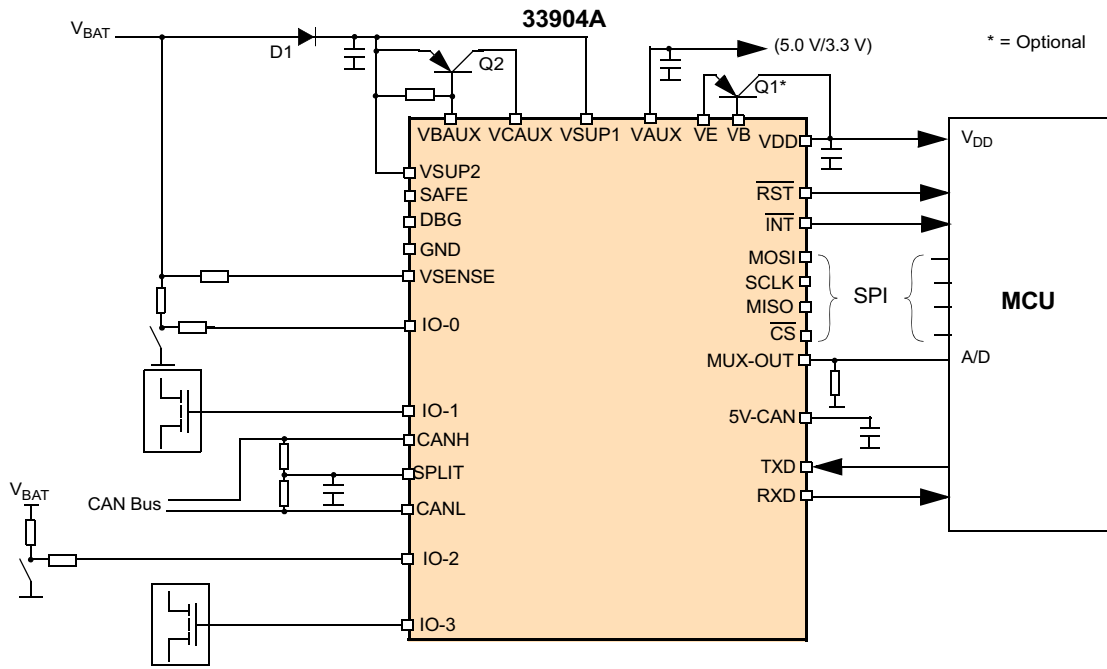 33904A
VBAT
D1
Q2
(5.0 V/3.3 V)
* = Optional
Q1*
VBAUX VCAUX VSUP1 VAUX VE VB
VDD
VSUP2
SAFE
DBG
GND
VSENSE
IO-0
IO-1
CANH
SPLIT
CANL
IO-2
IO-3
RST
INT
MOSI
SCLK
MISO
CS
MUX-OUT
5V-CAN
TXD
RXD
SPI
VDD
MCU
A/D
CAN Bus
VBAT